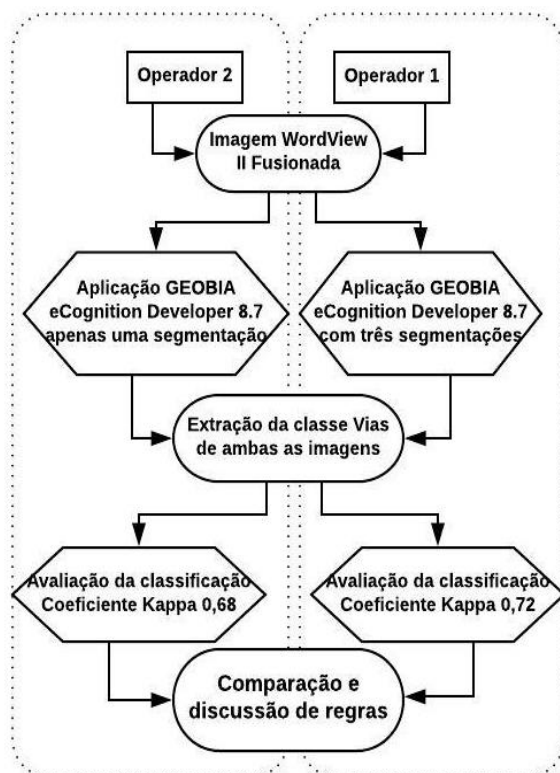 Operador 2
Operador 1
Imagem WordView
II Fusionada
Aplicação GEOBIA
eCognition Developer 8.7
apenas uma segmentação
Aplicação GEOBIA
eCognition Developer 8.7
com três segmentações
Extração da classe Vias
de ambas as imagens
Avaliação da classificação
Coeficiente Kappa 0,68
Avaliação da classificação
Coeficiente Kappa 0,72
Comparação e
discussão de regras